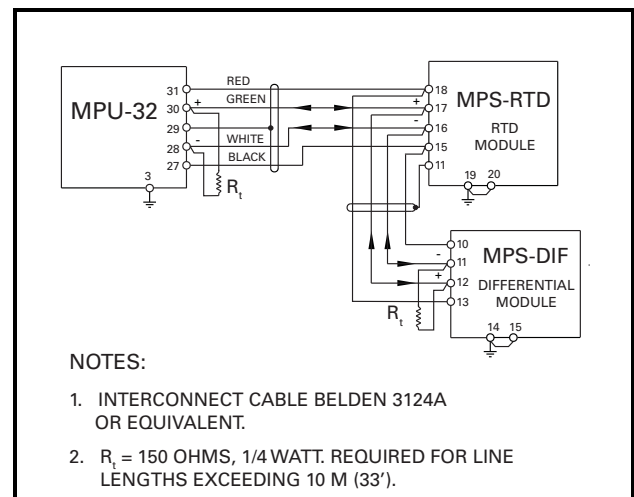 MPU-32
31
30
29
28
27
3
+
-
RED
GREEN
WHITE
BLACK
Rt
MPS-RTD
RTD
MODULE
18
17
16
15
11
+
-
19 20
MPS-DIF
DIFFERENTIAL
MODULE
10
11
12
13
-
+
14 15
Rt
NOTES:
1. INTERCONNECT CABLE BELDEN 3124A
OR EQUIVALENT.
2. Rt = 150 OHMS, 1/4 WATT. REQUIRED FOR LINE
LENGTHS EXCEEDING 10 M (33').